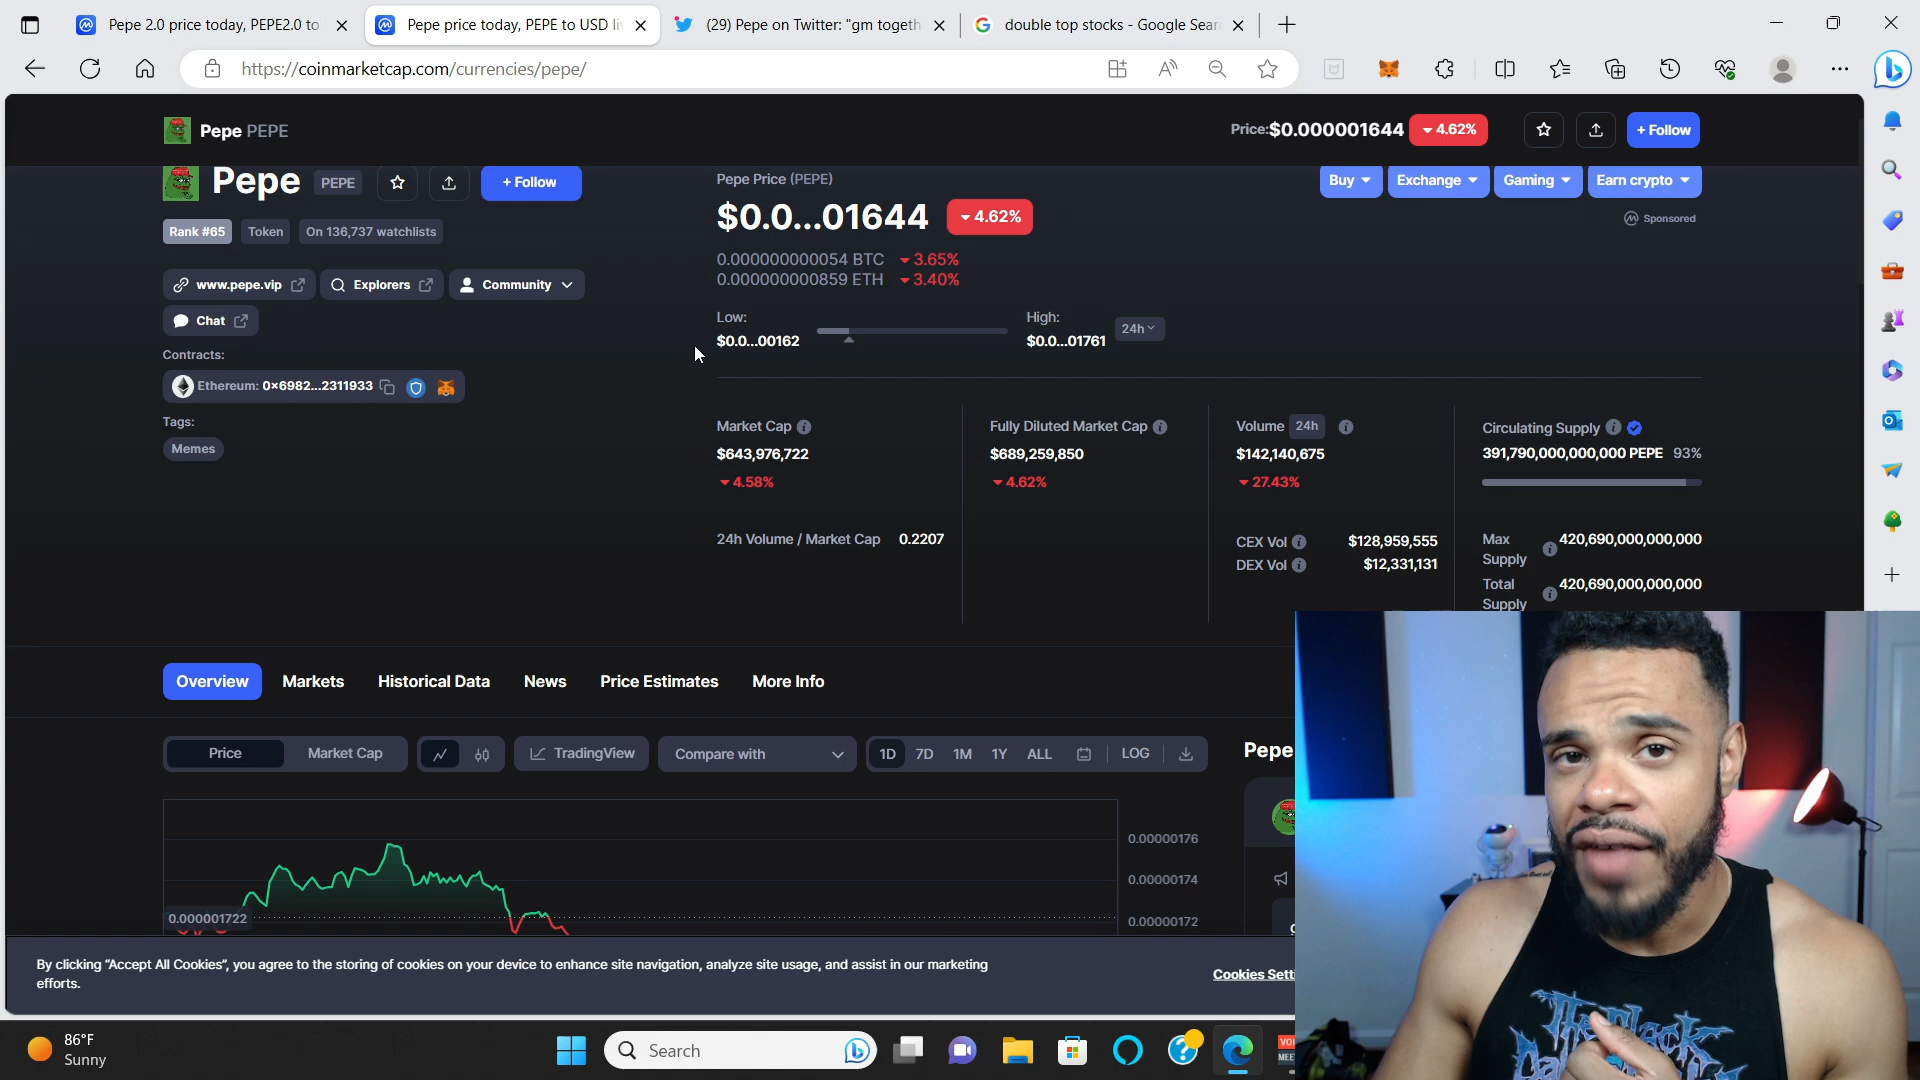 Pepe 2.0 price today, PEPE2.0 to
Pepe price today, PEPE to USD li
(29) Pepe on Twitter: "gm togeth
double top stocks - Google Sear
https://coinmarketcap.com/currencies/pepe/
Pepe PEPE
Price:$0.000001644 4.62%
+ Follow
Pepe PEPE
+ Follow
Rank #65 Token On 136,737 watchlists
www.pepe.vip Explorers Community
Chat
Contracts:
Ethereum: 0x6982...2311933
Tags:
Memes
Pepe Price (PEPE)
$0.0...01644 4.62%
0.000000000054 BTC 3.65%
0.000000000859 ETH 3.40%
Low:
$0.0...00162
High:
$0.0...01761
24h
Buy Exchange Gaming Earn crypto
Sponsored
Market Cap
$643,976,722
4.58%
24h Volume / Market Cap 0.2207
Fully Diluted Market Cap
$689,259,850
4.62%
Volume 24h
$142,140,675
27.43%
CEX Vol $128,959,555
DEX Vol $12,331,131
Circulating Supply
391,790,000,000,000 PEPE 93%
Max Supply 420,690,000,000,000
Total Supply 420,690,000,000,000
Overview Markets Historical Data News Price Estimates More Info
Price Market Cap TradingView Compare with 1D 7D 1M 1Y ALL LOG
Pepe
0.00000176
0.00000174
0.00000172
0.000001722
By clicking "Accept All Cookies", you agree to the storing of cookies on your device to enhance site navigation, analyze site usage, and assist in our marketing
efforts.
Cookies Setti
86°F
Sunny
Search
The Black